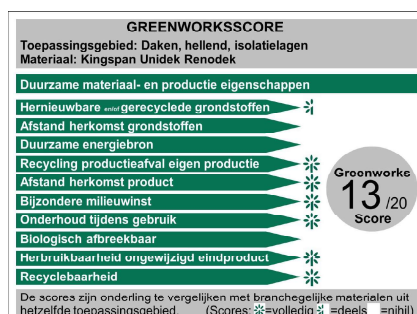 GREENWORKSSCORE
Toepassingsgebied: Daken, hellend, isolatielagen
Materiaal: Kingspan Unidek Renodek
Duurzame materiaal- en productie eigenschappen
Hernieuwbare en/of gerecyclede grondstoffen
Afstand herkomst grondstoffen
Duurzame energiebron
Recycling productieafval eigen productie
Afstand herkomst product
Bijzondere milieuwinst
Onderhoud tijdens gebruik
Biologisch afbreekbaar
Herbruikbaarheid ongewijzigd eindproduct
Recyclebaarheid
Greenworks
13/20
Score
De scores zijn onderling te vergelijken met branchegelijke materialen uit
hetzelfde toepassingsgebied. (Scores: =volledig =deels =nihil)